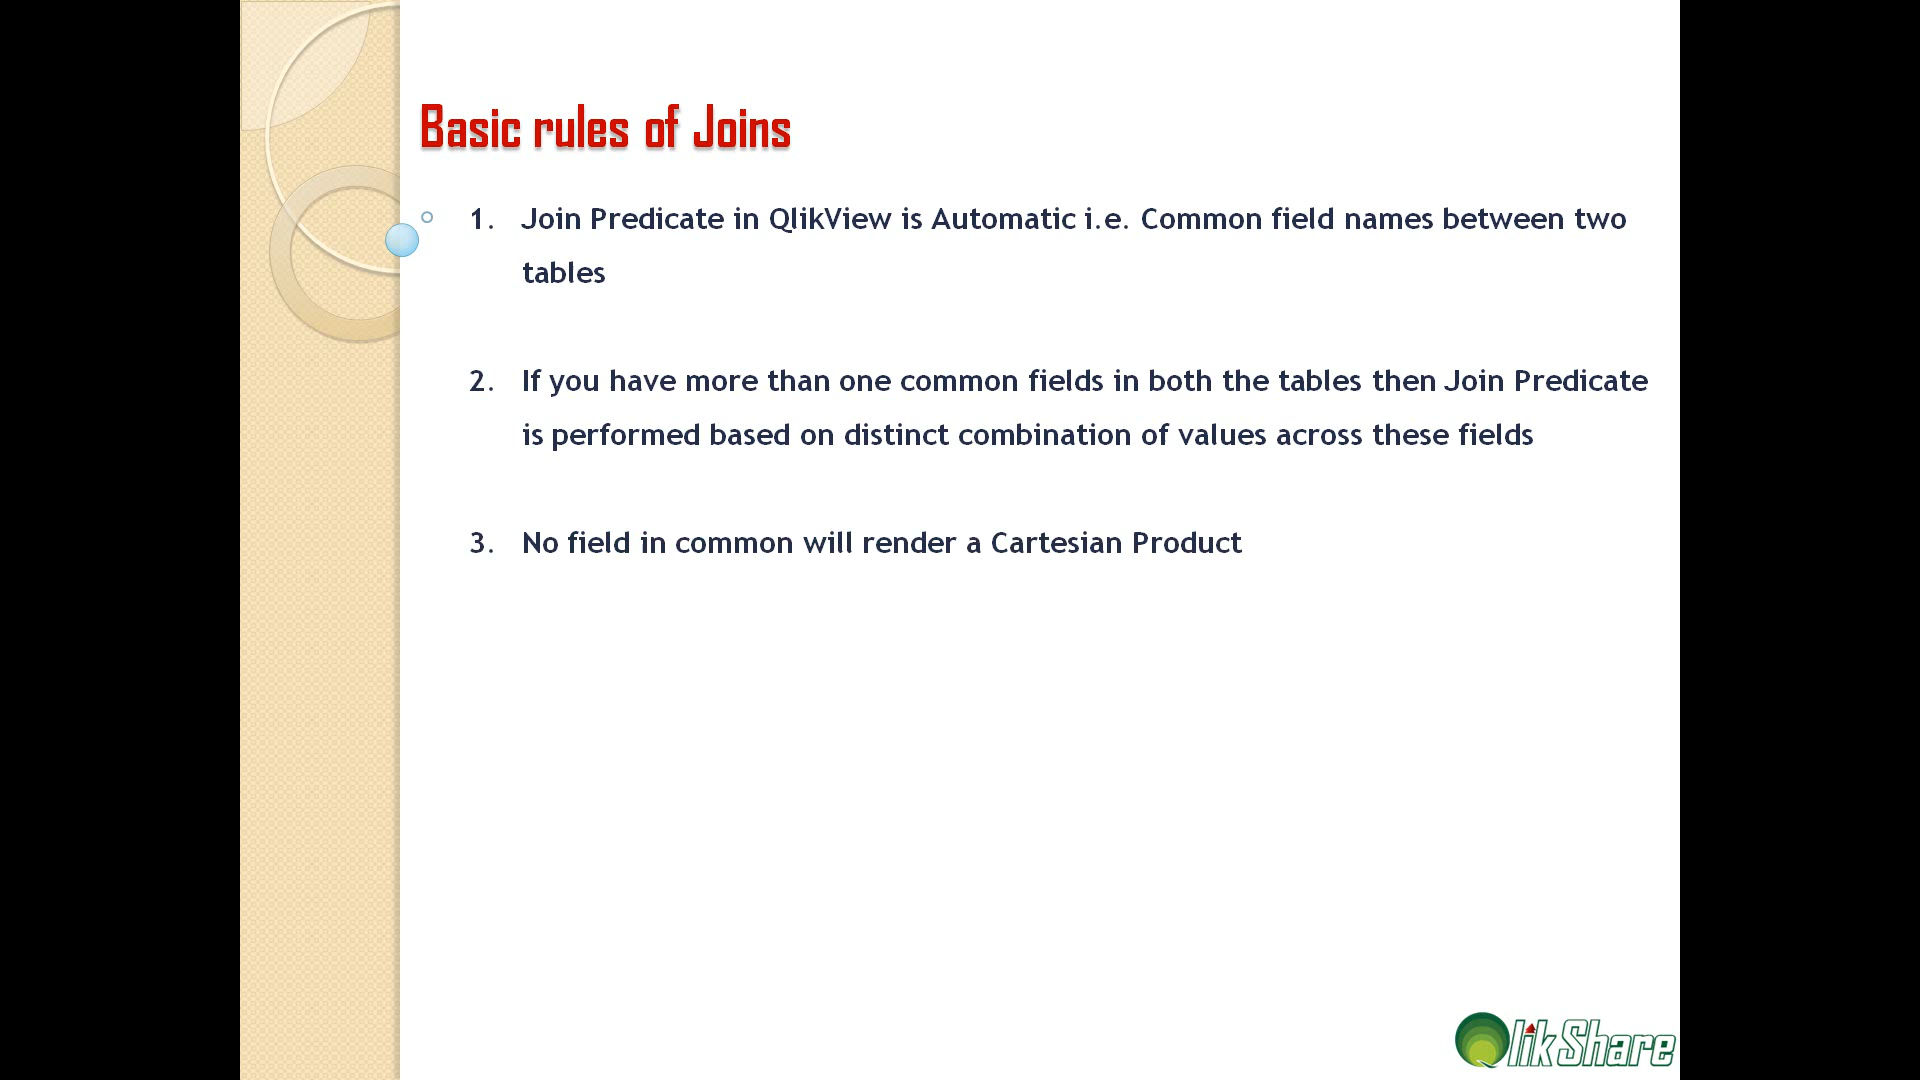 Basic rules of Joins
1. Join Predicate in QlikView is Automatic i.e. Common field names between two
tables
2. If you have more than one common fields in both the tables then Join Predicate
is performed based on distinct combination of values across these fields
3. No field in common will render a Cartesian Product
QlikShare